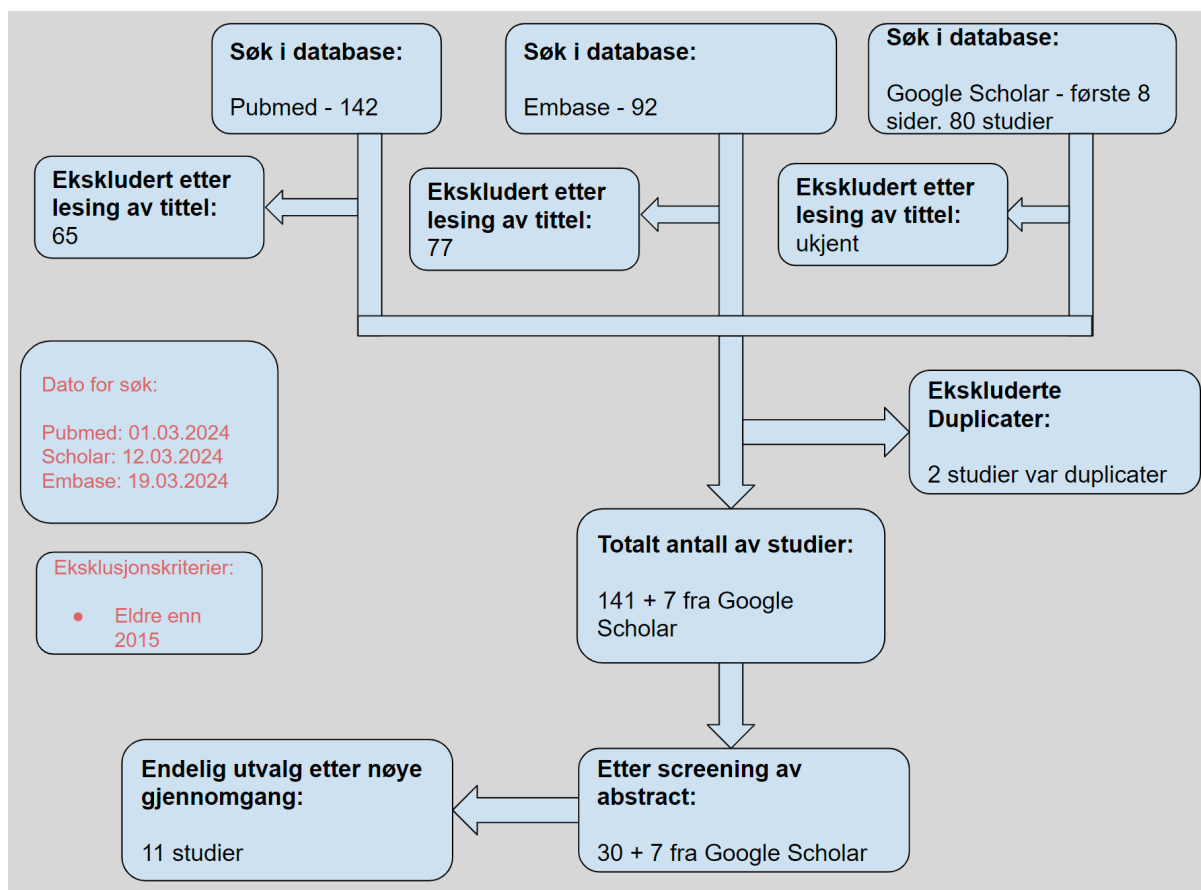 Søk i database:
Pubmed - 142
Søk i database:
Embase - 92
Søk i database:
Google Scholar - første 8
sider. 80 studier
Ekskludert etter
lesing av tittel:
65
Ekskludert etter
lesing av tittel:
77
Ekskludert etter
lesing av tittel:
ukjent
Dato for søk:
Pubmed: 01.03.2024
Scholar: 12.03.2024
Embase: 19.03.2024
Ekskluderte
Duplicater:
2 studier var duplicater
Eksklusjonskriterier:
● Eldre enn
2015
Totalt antall av studier:
141 + 7 fra Google
Scholar
Etter screening av
abstract:
30 + 7 fra Google Scholar
Endelig utvalg etter nøye
gjennomgang:
11 studier